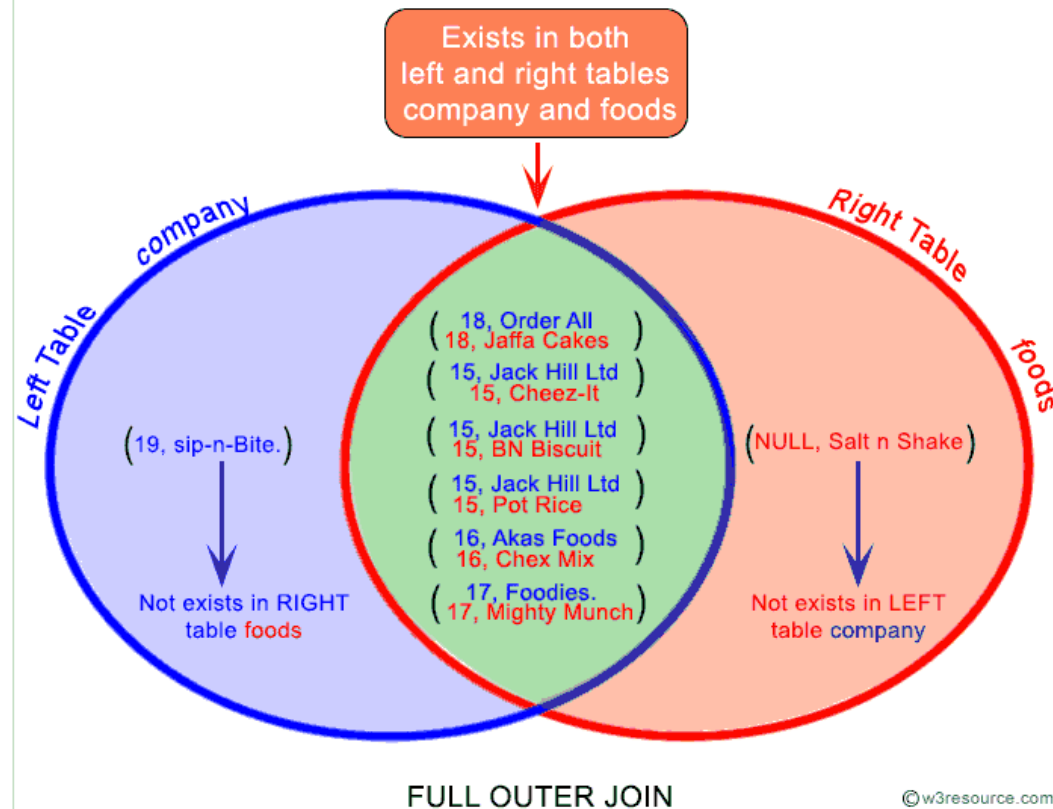 Exists in both
left and right tables
company and foods
Left Table
company
Right Table
foods
(19, sip-n-Bite.)
Not exists in RIGHT
table foods
(18, Order All
18, Jaffa Cakes)
(15, Jack Hill Ltd
15, Cheez-It)
(15, Jack Hill Ltd
15, BN Biscuit)
(15, Jack Hill Ltd
15, Pot Rice)
(16, Akas Foods
16, Chex Mix)
(17, Foodies.
17, Mighty Munch)
(NULL, Salt n Shake)
Not exists in LEFT
table company
FULL OUTER JOIN
©w3resource.com